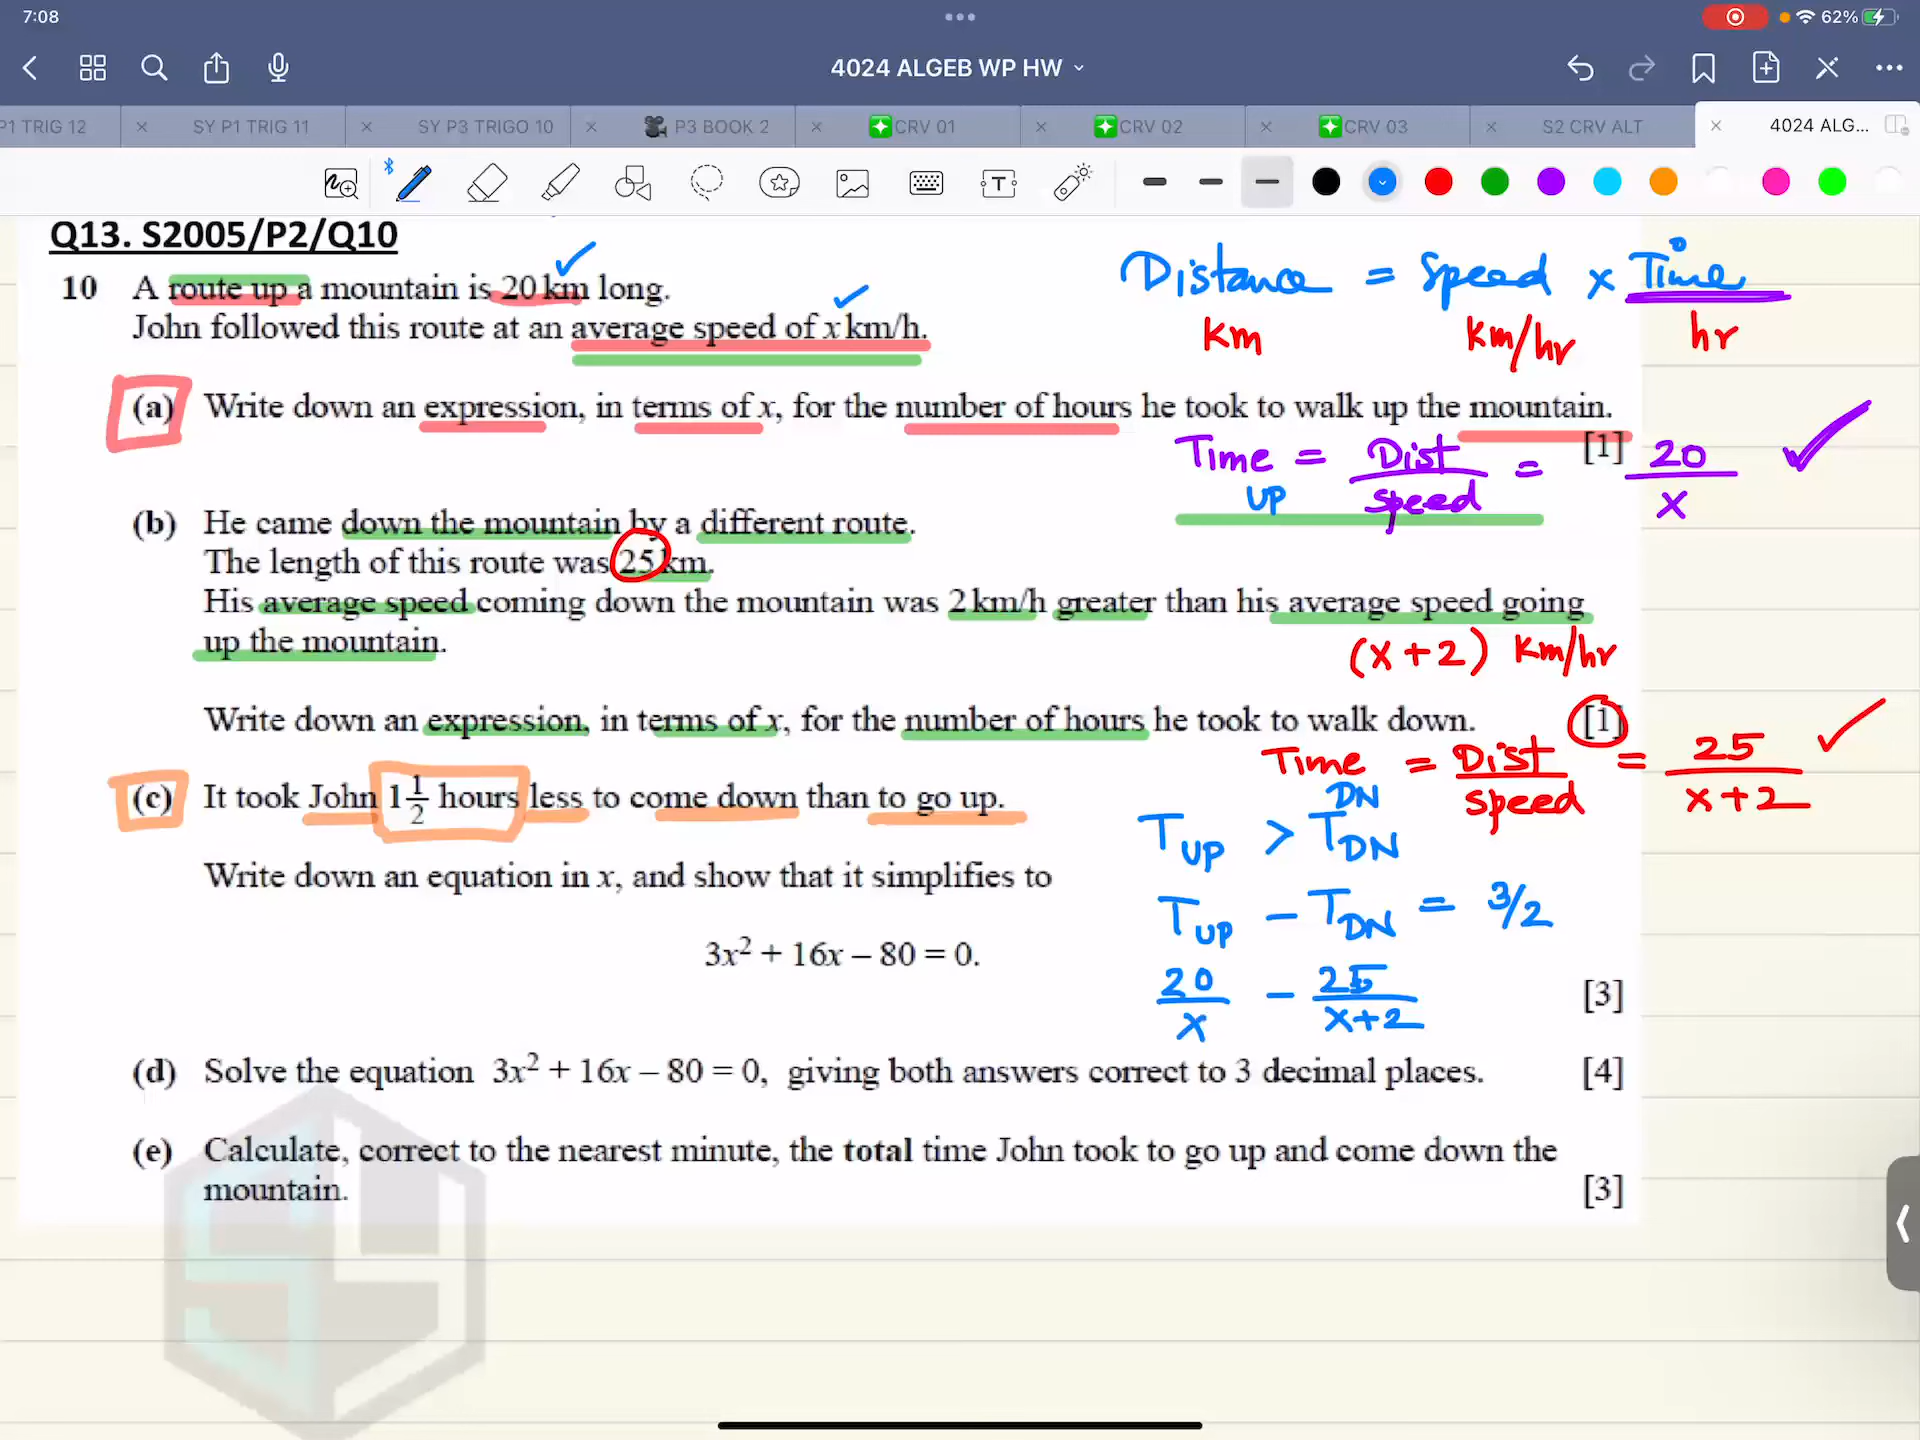 7:08
62%
4024 ALGEB WP HW
P1 TRIG 12
SY P1 TRIG 11
SY P3 TRIGO 10
P3 BOOK 2
CRV 01
CRV 02
CRV 03
S2 CRV ALT
4024 ALG...
Q13. S2005/P2/Q10
10 A route up a mountain is 20 km long.
John followed this route at an average speed of x km/h.
Distance = Speed x Time
km km/hr hr
(a) Write down an expression, in terms of x, for the number of hours he took to walk up the mountain.
[1]
Time UP = Dist/Speed = 20/x
(b) He came down the mountain by a different route.
The length of this route was 25 km.
His average speed coming down the mountain was 2 km/h greater than his average speed going
up the mountain.
(x+2) km/hr
Write down an expression, in terms of x, for the number of hours he took to walk down. [1]
Time DN = Dist/Speed = 25/x+2
(c) It took John 1 1/2 hours less to come down than to go up.
T UP > T DN
Write down an equation in x, and show that it simplifies to
T UP - T DN = 3/2
3x² + 16x – 80 = 0.
20/x - 25/x+2
[3]
(d) Solve the equation 3x² + 16x – 80 = 0, giving both answers correct to 3 decimal places. [4]
(e) Calculate, correct to the nearest minute, the total time John took to go up and come down the
mountain. [3]